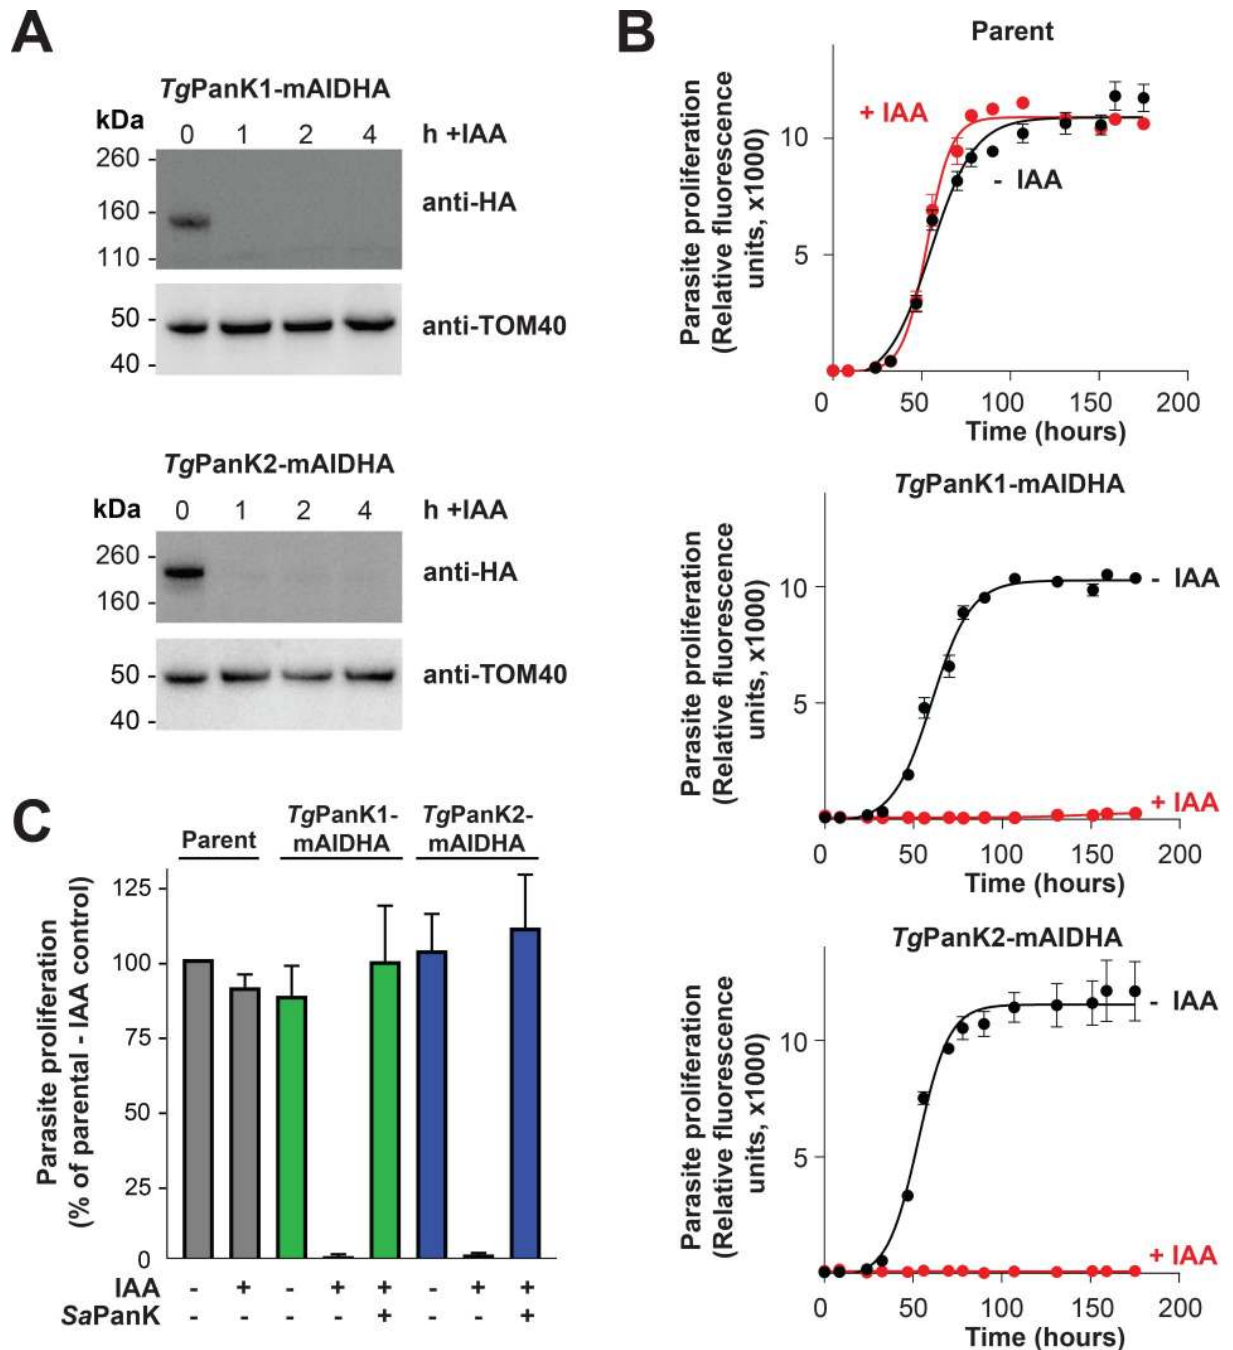 A
TgPanK1-mAIDHA
kDa
0 1 2 4 h +IAA
260
160
110
anti-HA
50
40
anti-TOM40
TgPanK2-mAIDHA
kDa
0 1 2 4 h +IAA
260
160
anti-HA
50
40
anti-TOM40
B
Parent
Parasite proliferation
(Relative fluorescence
units, x1000)
10
5
+ IAA
- IAA
0 50 100 150 200
Time (hours)
TgPanK1-mAIDHA
Parasite proliferation
(Relative fluorescence
units, x1000)
10
5
- IAA
+ IAA
0 50 100 150 200
Time (hours)
TgPanK2-mAIDHA
Parasite proliferation
(Relative fluorescence
units, x1000)
10
5
- IAA
+ IAA
0 50 100 150 200
Time (hours)
C
Parent
TgPanK1-
mAIDHA
TgPanK2-
mAIDHA
Parasite proliferation
(% of parental - IAA control)
125
100
75
50
25
0
IAA - + - + + - + +
SaPanK - - - - + - - +